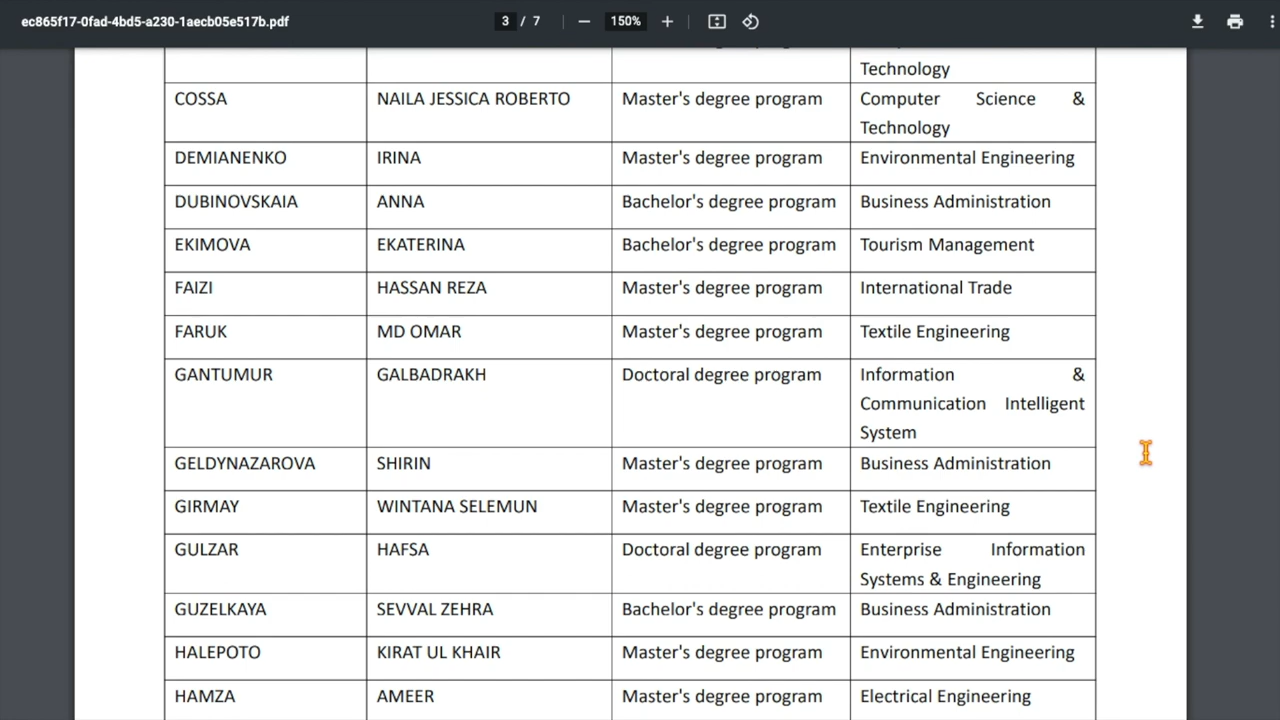 ec865f17-0fad-4bd5-a230-1aecb05e517b.pdf 3 / 7 150%
Technology
COSSA NAILA JESSICA ROBERTO Master's degree program Computer Science &
Technology
DEMIANENKO IRINA Master's degree program Environmental Engineering
DUBINOVSKAIA ANNA Bachelor's degree program Business Administration
EKIMOVA EKATERINA Bachelor's degree program Tourism Management
FAIZI HASSAN REZA Master's degree program International Trade
FARUK MD OMAR Master's degree program Textile Engineering
GANTUMUR GALBADRAKH Doctoral degree program Information &
Communication Intelligent
System
GELDYNAZAROVA SHIRIN Master's degree program Business Administration
GIRMAY WINTANA SELEMUN Master's degree program Textile Engineering
GULZAR HAFSA Doctoral degree program Enterprise Information
Systems & Engineering
GUZELKAYA SEVVAL ZEHRA Bachelor's degree program Business Administration
HALEPOTO KIRAT UL KHAIR Master's degree program Environmental Engineering
HAMZA AMEER Master's degree program Electrical Engineering